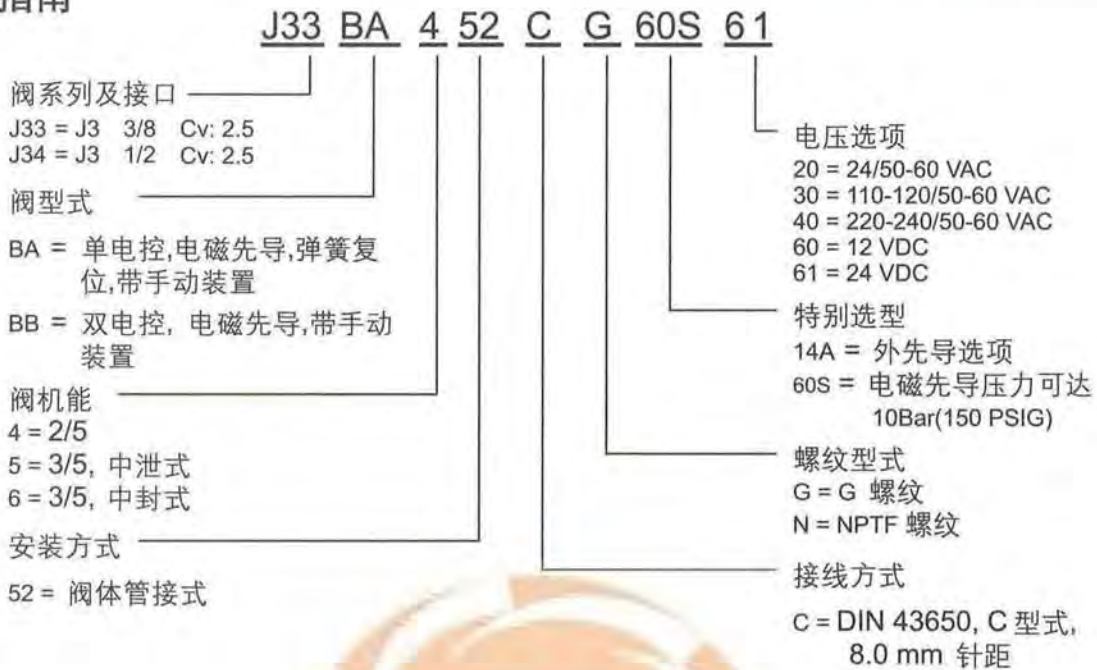 指南
J33 BA 4 52 C G 60S 61
阀系列及接口
J33 = J3 3/8 Cv: 2.5
J34 = J3 1/2 Cv: 2.5
阀型式
BA = 单电控,电磁先导,弹簧复
位,带手动装置
BB = 双电控, 电磁先导,带手动
装置
阀机能
4 = 2/5
5 = 3/5, 中泄式
6 = 3/5, 中封式
安装方式
52 = 阀体管接式
电压选项
20 = 24/50-60 VAC
30 = 110-120/50-60 VAC
40 = 220-240/50-60 VAC
60 = 12 VDC
61 = 24 VDC
特别选型
14A = 外先导选项
60S = 电磁先导压力可达
10Bar(150 PSIG)
螺纹型式
G = G 螺纹
N = NPTF 螺纹
接线方式
C = DIN 43650, C 型式,
8.0 mm 针距